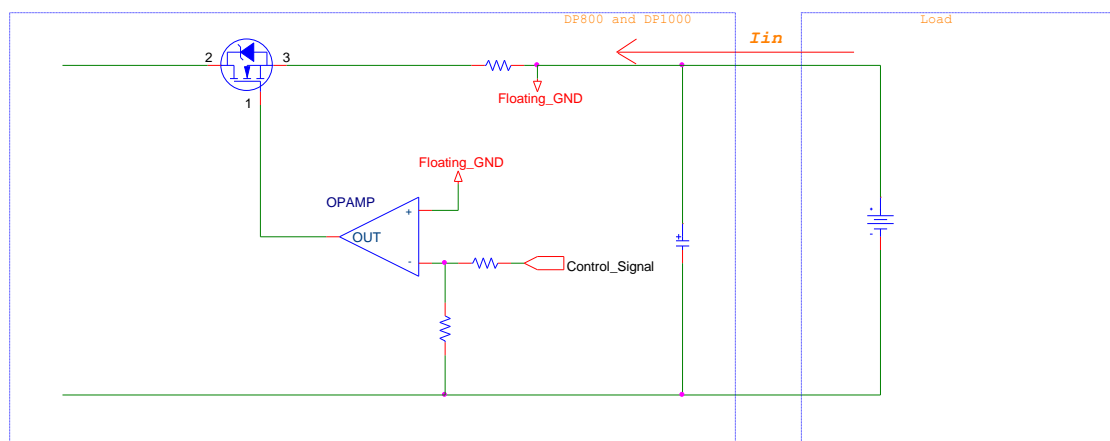 DP800 and DP1000
Load
Iin
2
3
1
Floating_GND
Floating_GND
OPAMP
+
OUT
-
Control_Signal
+
+
-